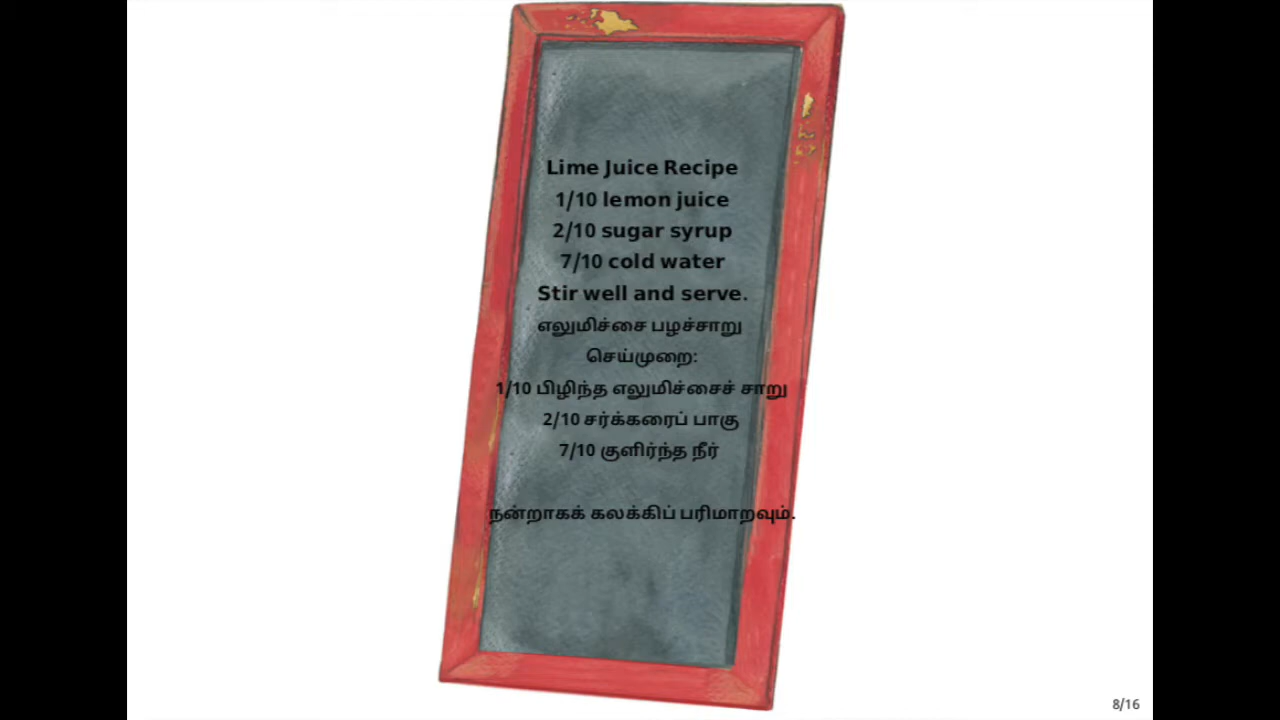 Lime Juice Recipe
1/10 lemon juice
2/10 sugar syrup
7/10 cold water
Stir well and serve.
எலுமிச்சை பழச்சாறு
செய்முறை:
1/10 பிழிந்த எலுமிச்சைச் சாறு
2/10 சர்க்கரைப் பாகு
7/10 குளிர்ந்த நீர்
நன்றாகக் கலக்கிப் பரிமாறவும்.
8/16